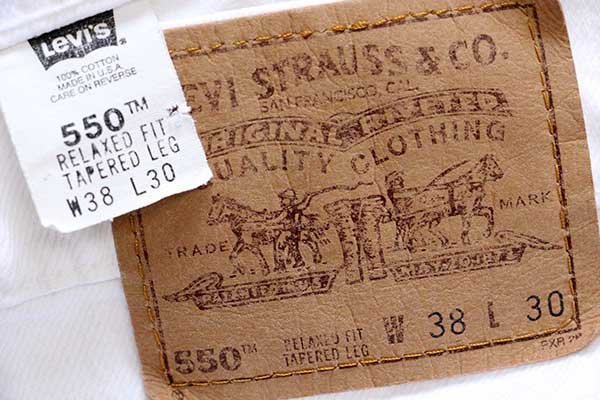 Levi's
100% COTTON
MADE IN U.S.A.
CARE ON REVERSE
550™
RELAXED FIT
TAPERED LEG
W38 L30
EVI STRAUSS & CO.
SAN FRANCISCO, CAL.
ORIGINAL RIVETED
QUALITY CLOTHING
TRADE MARK
550™
RELAXED FIT
TAPERED LEG
W 38 L 30